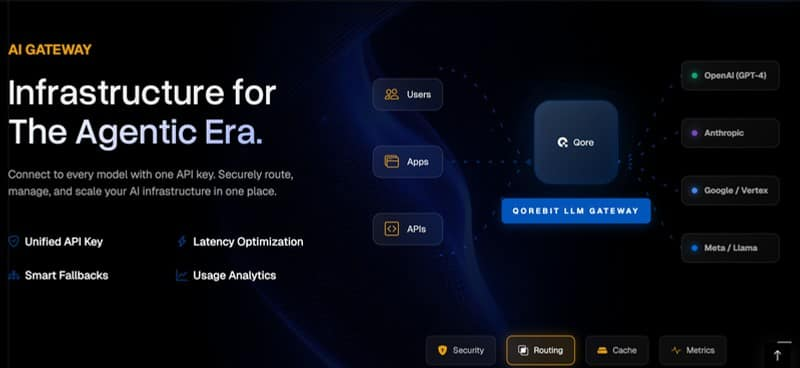 AI GATEWAY
Infrastructure for
The Agentic Era.
Connect to every model with one API key. Securely route,
manage, and scale your AI infrastructure in one place.
Unified API Key
Latency Optimization
Smart Fallbacks
Usage Analytics
Users
Apps
APIs
Qore
QOREBIT LLM GATEWAY
OpenAI (GPT-4)
Anthropic
Google / Vertex
Meta / Llama
Security
Routing
Cache
Metrics